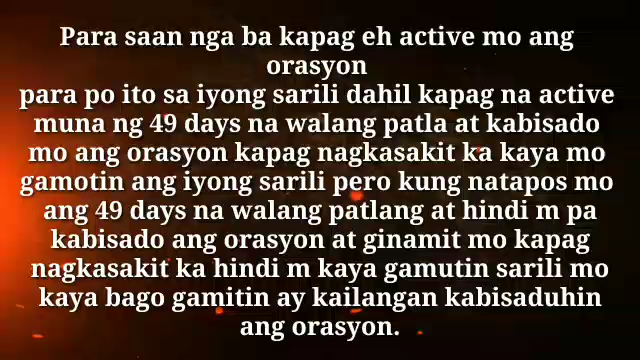 Para saan nga ba kapag eh active mo ang
orasyon
para po ito sa iyong sarili dahil kapag na active
muna ng 49 days na walang patla at kabisado
mo ang orasyon kapag nagkasakit ka kaya mo
gamotin ang iyong sarili pero kung natapos mo
ang 49 days na walang patlang at hindi m pa
kabisado ang orasyon at ginamit mo kapag
nagkasakit ka hindi m kaya gamutin sarili mo
kaya bago gamitin ay kailangan kabisaduhin
ang orasyon.